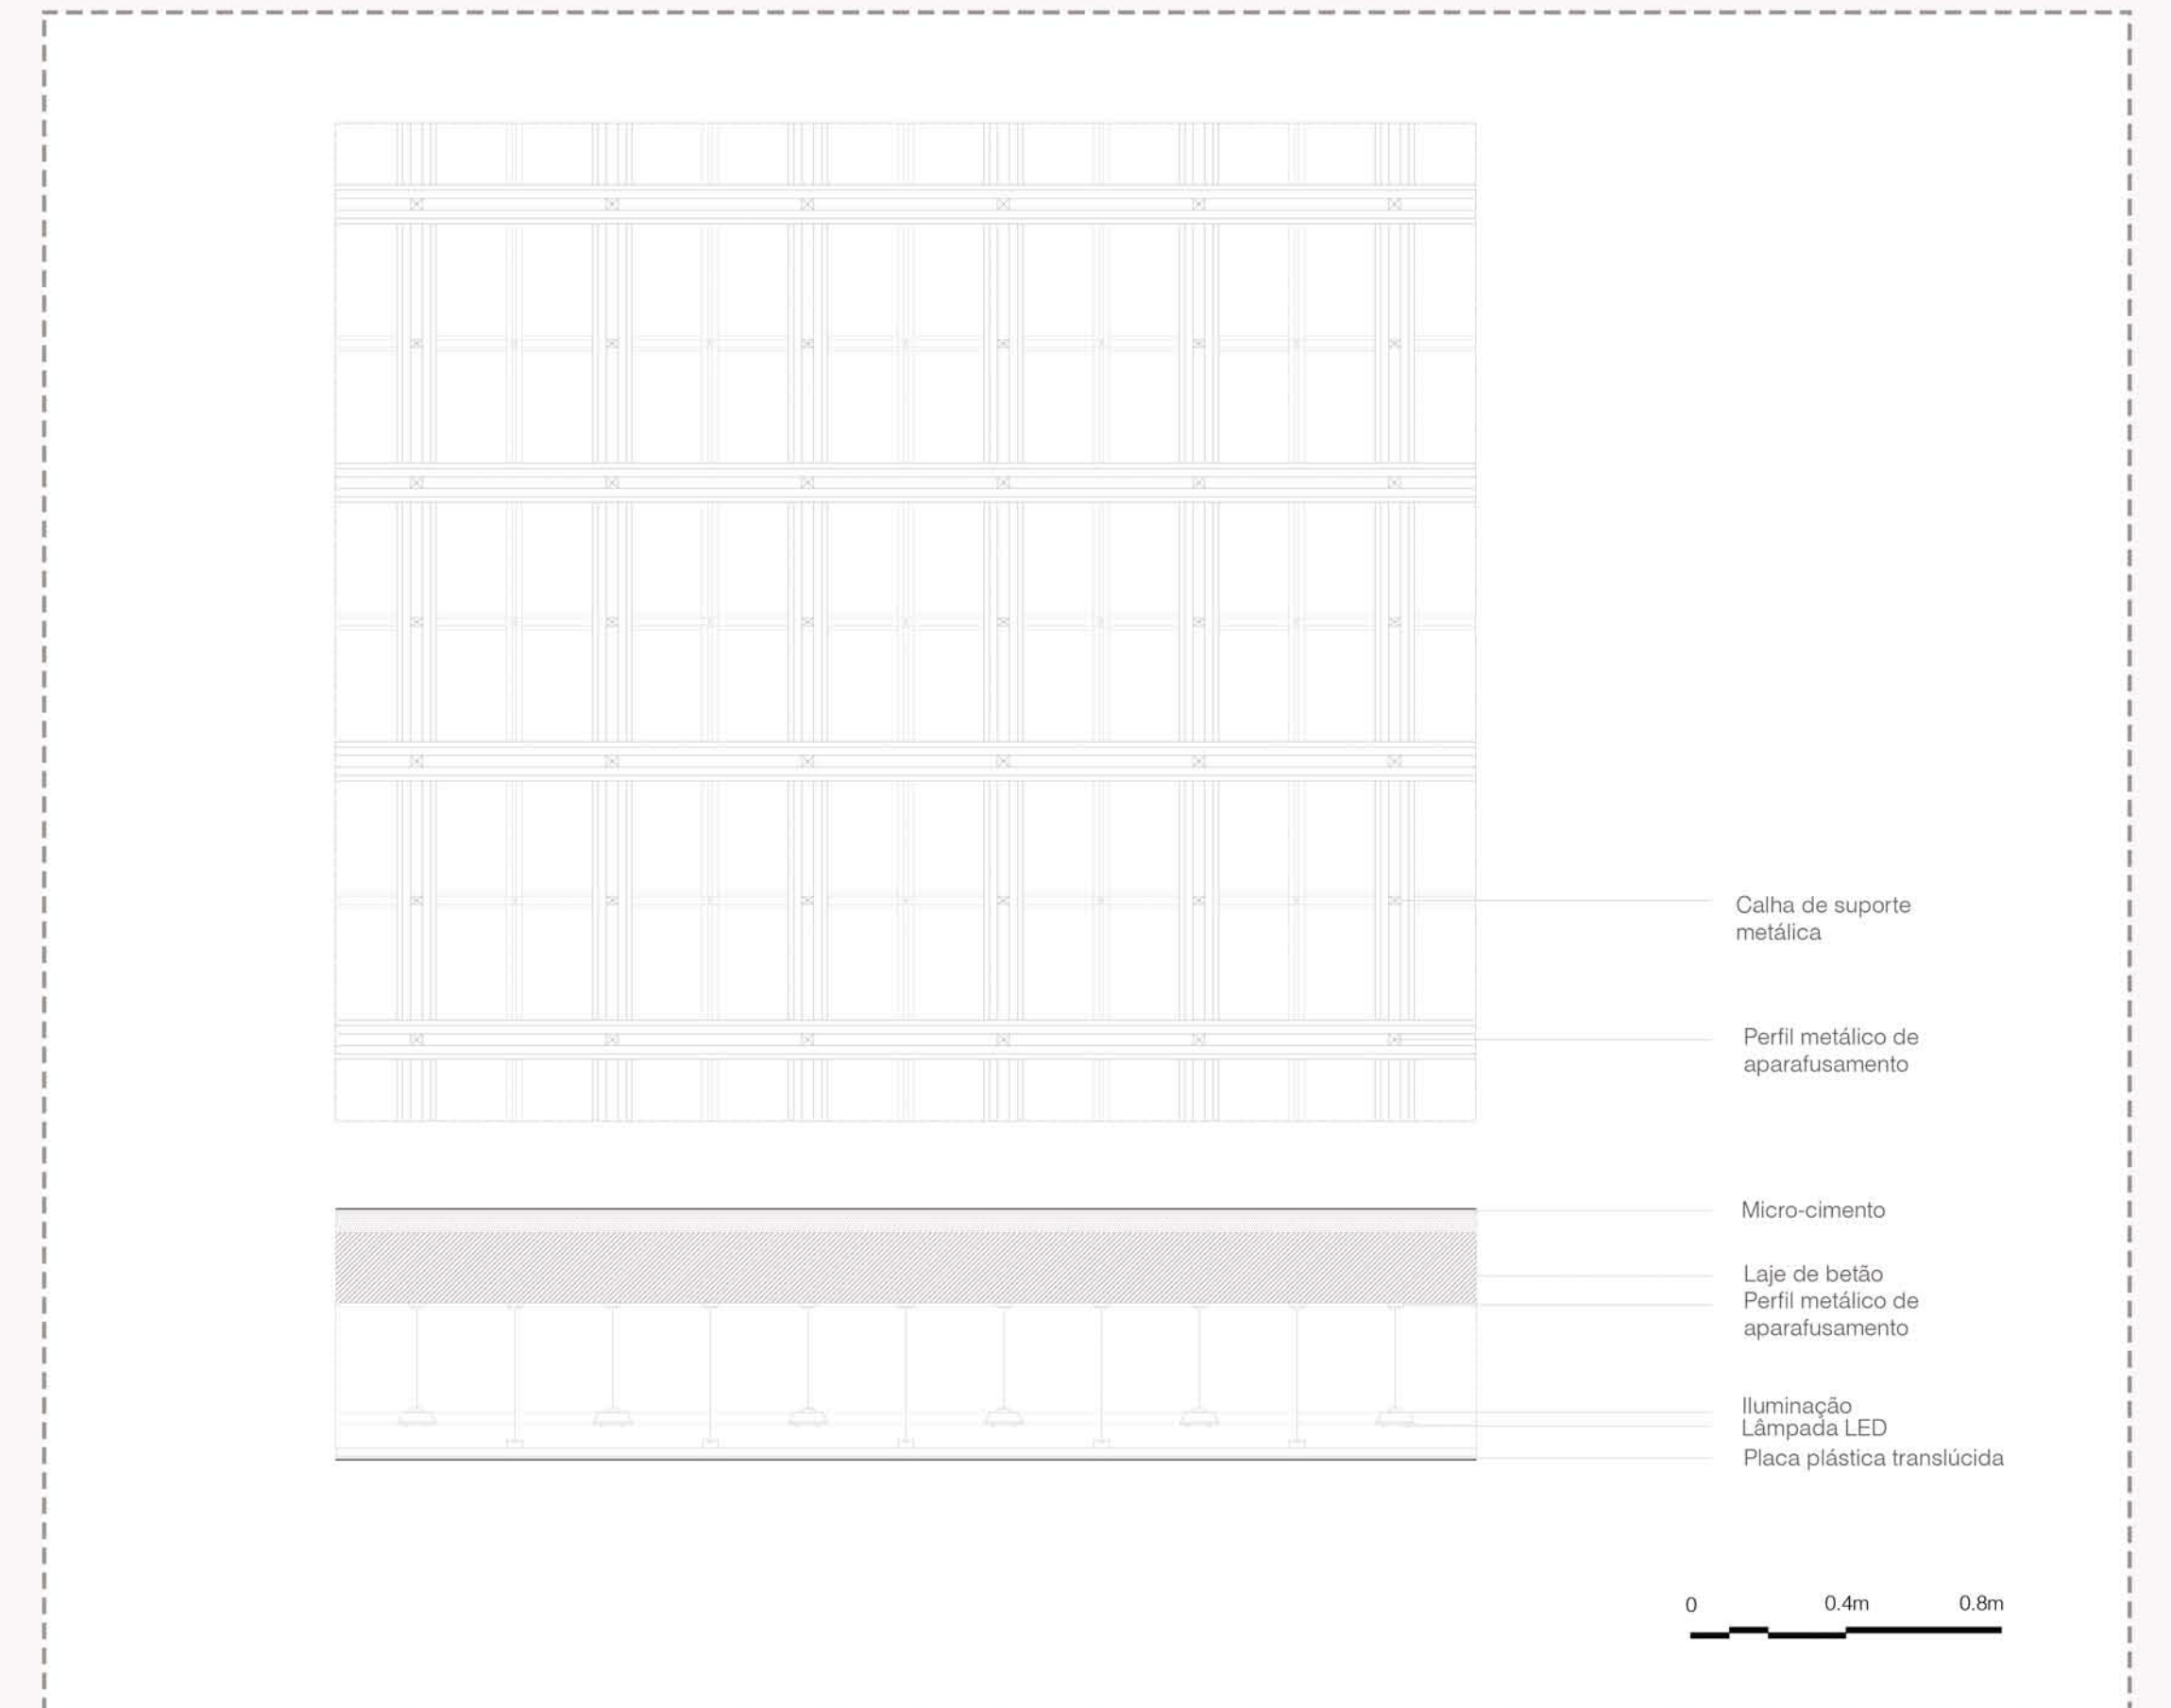 Calha de suporte
metálica
Perfil metálico de
aparafusamento
Micro-cimento
Laje de betão
Perfil metálico de
aparafusamento
Iluminação
Lâmpada LED
Placa plástica translúcida
0 0.4m 0.8m